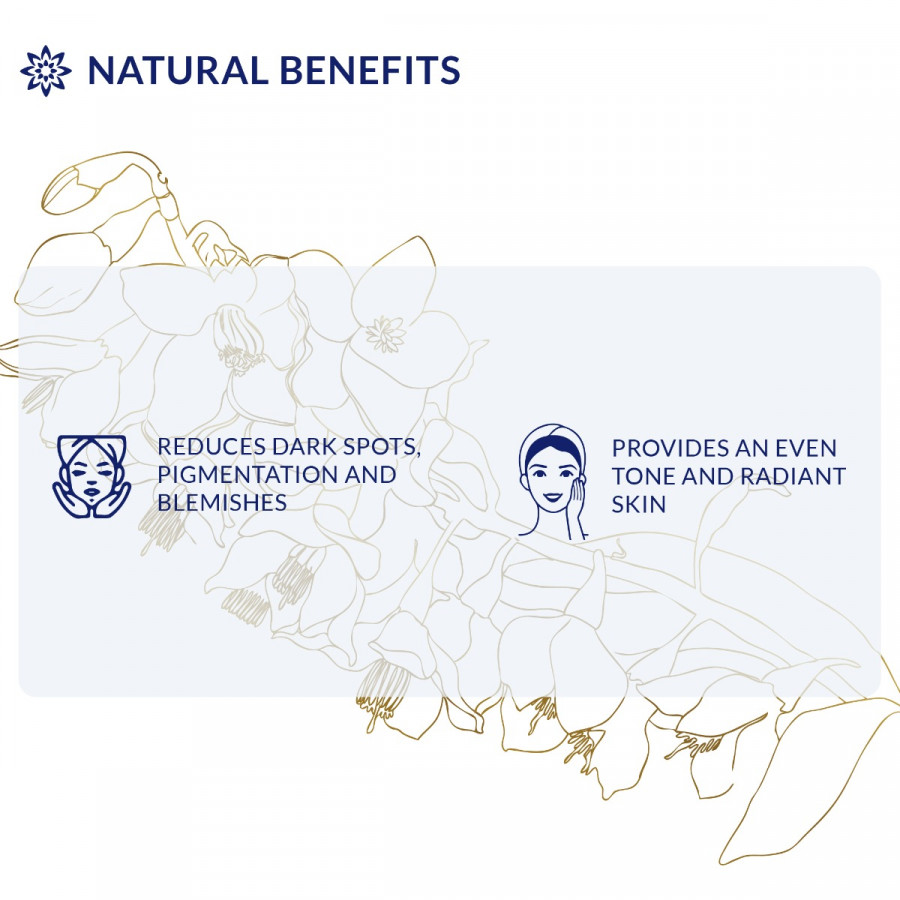 NATURAL BENEFITS
REDUCES DARK SPOTS,
PIGMENTATION AND
BLEMISHES
PROVIDES AN EVEN
TONE AND RADIANT
SKIN